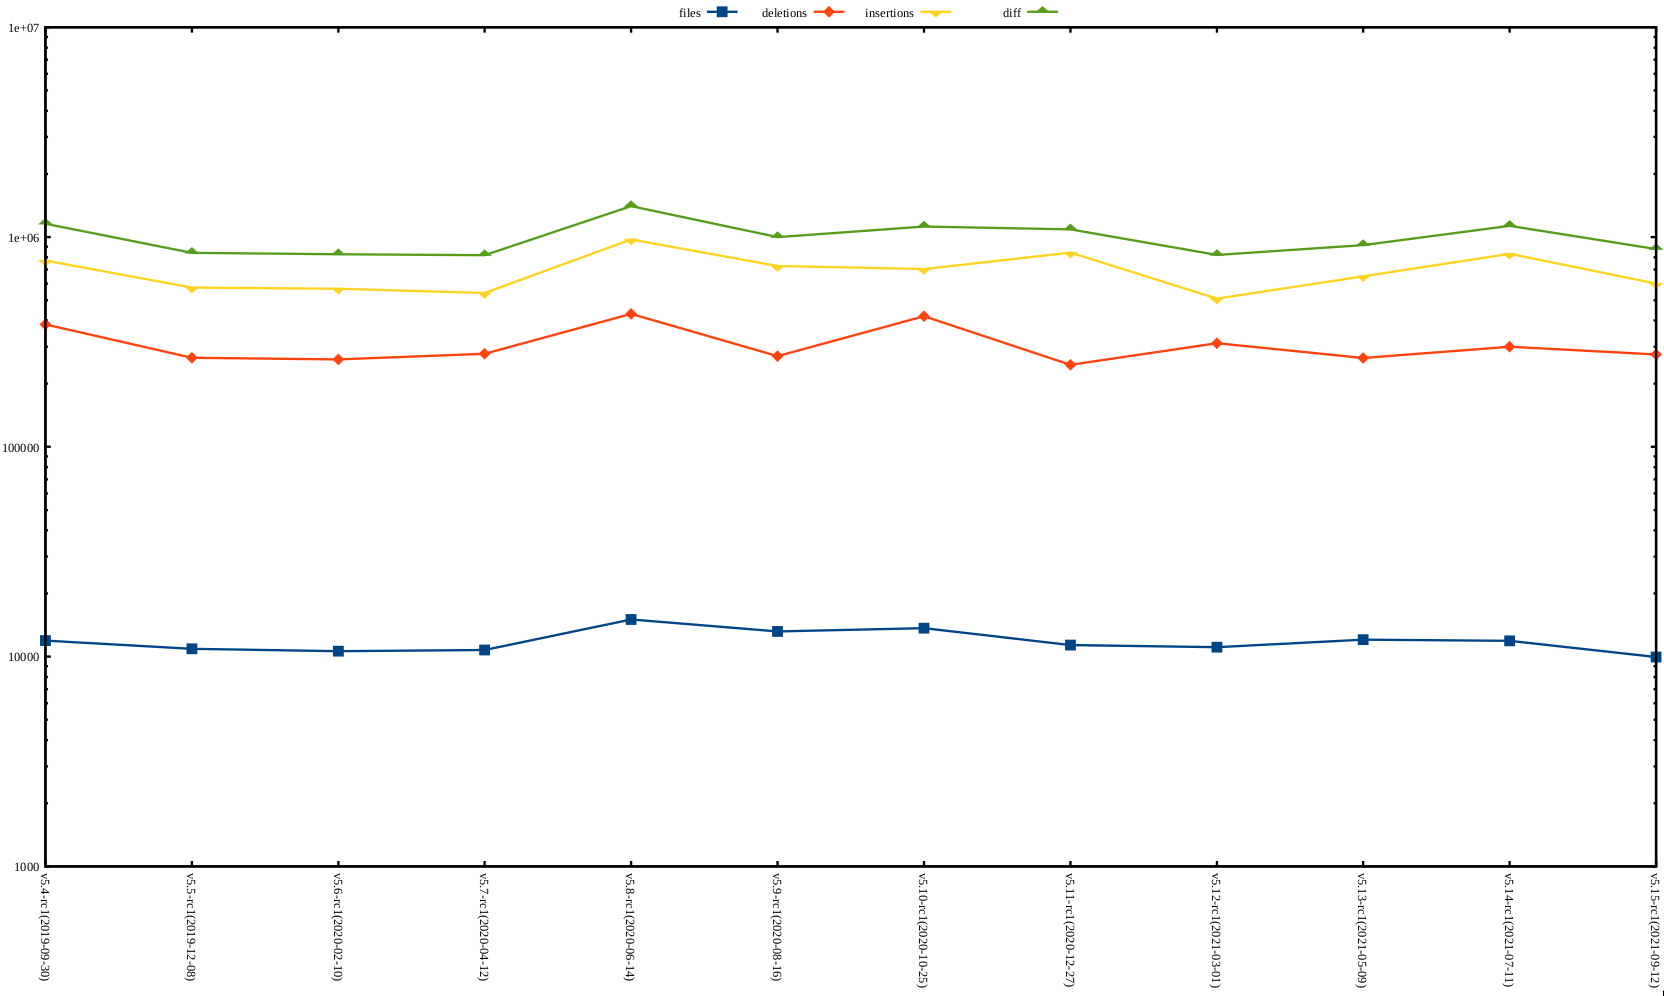 files deletions insertions diff
1e+07
1e+06
100000
10000
1000
v5.4-rc1(2019-09-30)
v5.5-rc1(2019-12-08)
v5.6-rc1(2020-02-10)
v5.7-rc1(2020-04-12)
v5.8-rc1(2020-06-14)
v5.9-rc1(2020-08-16)
v5.10-rc1(2020-10-25)
v5.11-rc1(2020-12-27)
v5.12-rc1(2021-03-01)
v5.13-rc1(2021-05-09)
v5.14-rc1(2021-07-11)
v5.15-rc1(2021-09-12)